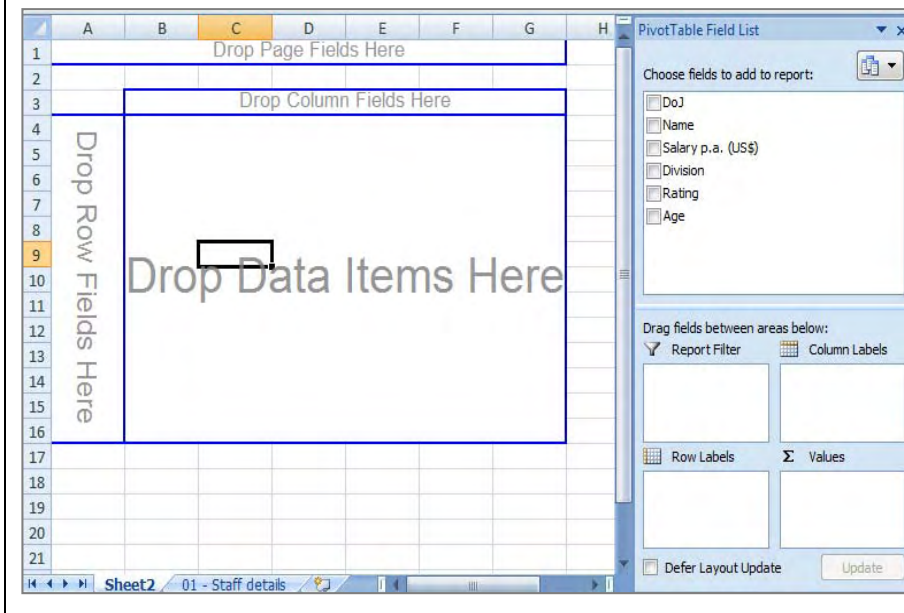 A B C D E F G H
PivotTable Field List
1
Drop Page Fields Here
2
Choose fields to add to report:
3
Drop Column Fields Here
DoJ
Name
Salary p.a. (US$)
Division
Rating
Age
4
5
6
7
8
9
10
11
12
13
14
15
16
Drop Row Fields Here
Drop Data Items Here
Drag fields between areas below:
Report Filter
Column Labels
Row Labels
Σ Values
17
18
19
20
21
Sheet2
01 - Staff details
Defer Layout Update
Update